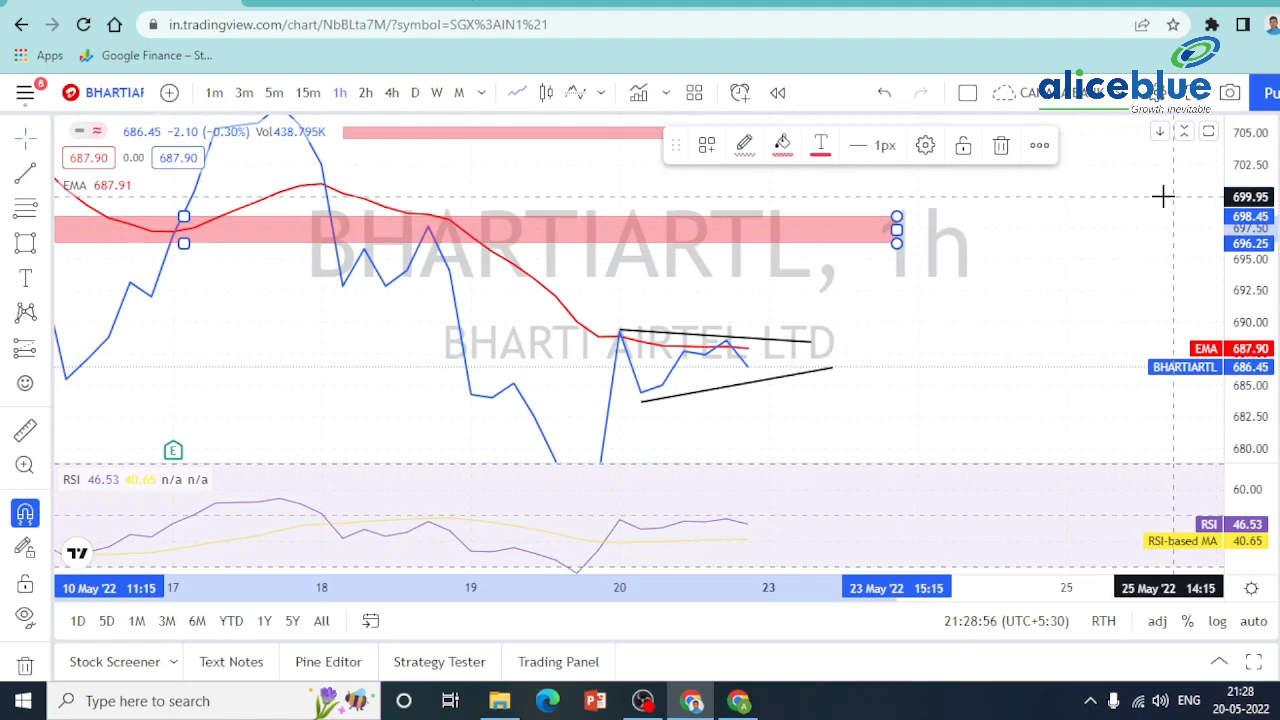 in.tradingview.com/chart/NbBLta7M/?symbol=SGX%3AIN1%21
Apps Google Finance – St...
8
BHARTIAR 1m 3m 5m 15m 1h 2h 4h D W M
aliceblue
Growth inevitable
686.45 −2.10 (−0.30%) Vol 438.795K
687.90 0.00 687.90
EMA 687.91
T 1px
BHARTIARTL, 1h
BHARTI AIRTEL LTD
705.00
702.50
699.95
698.45
697.50
696.25
695.00
692.50
690.00
EMA 687.90
BHARTIARTL 686.45
685.00
682.50
680.00
E
RSI 46.53 40.65 n/a n/a
60.00
RSI 46.53
RSI-based MA 40.65
10 May '22 11:15 17 18 19 20 23 23 May '22 15:15 25 25 May '22 14:15
1D 5D 1M 3M 6M YTD 1Y 5Y All 21:28:56 (UTC+5:30) RTH adj % log auto
Stock Screener Text Notes Pine Editor Strategy Tester Trading Panel
Type here to search ENG 21:28
20-05-2022